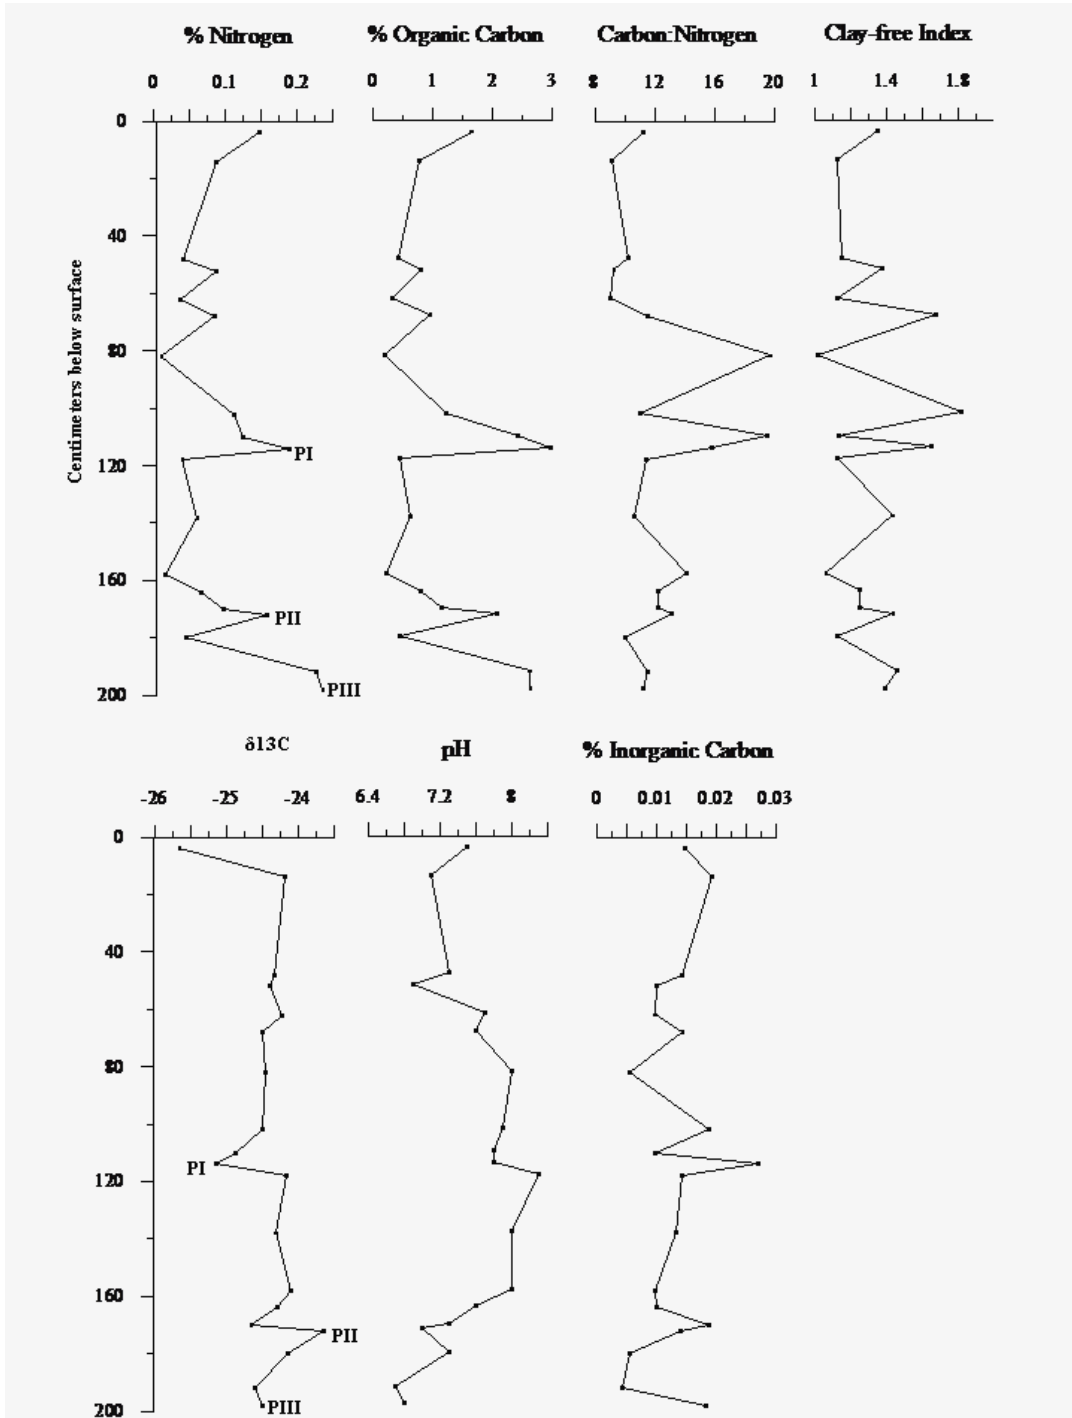 % Nitrogen % Organic Carbon Carbon:Nitrogen Clay-free Index
0 0.1 0.2 0 1 2 3 8 12 16 20 1 1.4 1.8
0
40
80
Centimeters below surface
PI
120
160
PII
PIII
200
δ13C pH % Inorganic Carbon
-26 -25 -24 6.4 7.2 8 0 0.01 0.02 0.03
0
40
80
PI
120
160
PII
PIII
200